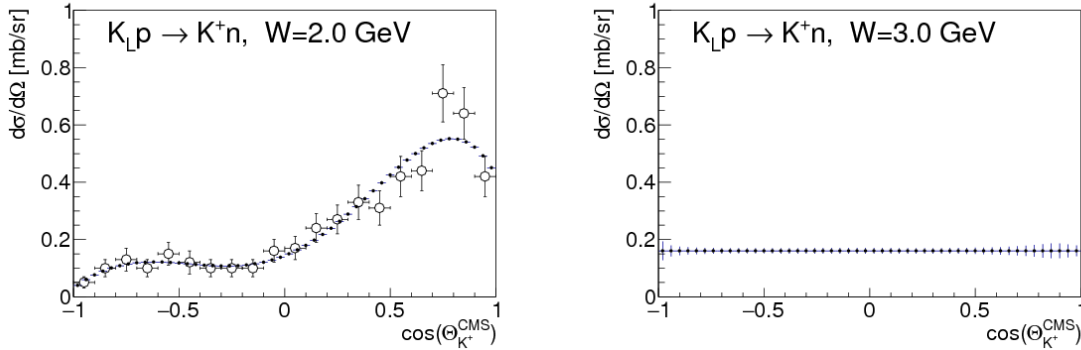 K_L p → K⁺n, W=2.0 GeV
dσ/dΩ [mb/sr]
1
0.8
0.6
0.4
0.2
0
−1 −0.5 0 0.5 1
cos(Θ_{K⁺}^{CMS})
K_L p → K⁺n, W=3.0 GeV
dσ/dΩ [mb/sr]
1
0.8
0.6
0.4
0.2
0
−1 −0.5 0 0.5 1
cos(Θ_{K⁺}^{CMS})